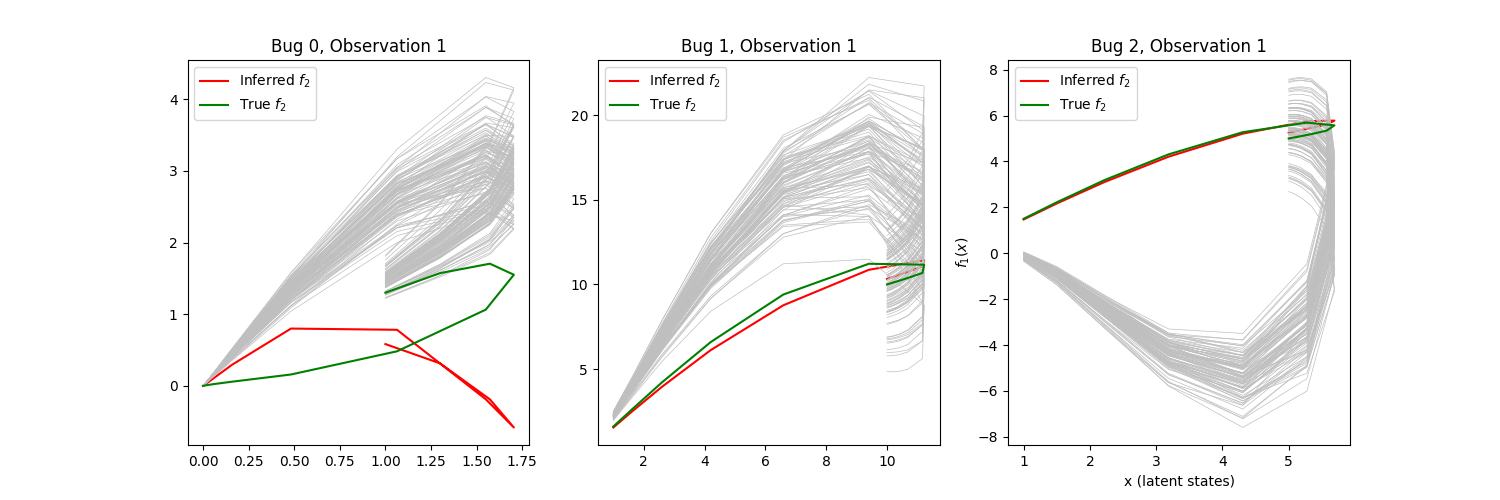 Bug 0, Observation 1
Inferred f₂
True f₂
4
3
2
1
0
0.00 0.25 0.50 0.75 1.00 1.25 1.50 1.75
Bug 1, Observation 1
Inferred f₂
True f₂
20
15
10
5
2 4 6 8 10
Bug 2, Observation 1
Inferred f₂
True f₂
f₁(x)
8
6
4
2
0
−2
−4
−6
−8
1 2 3 4 5
x (latent states)